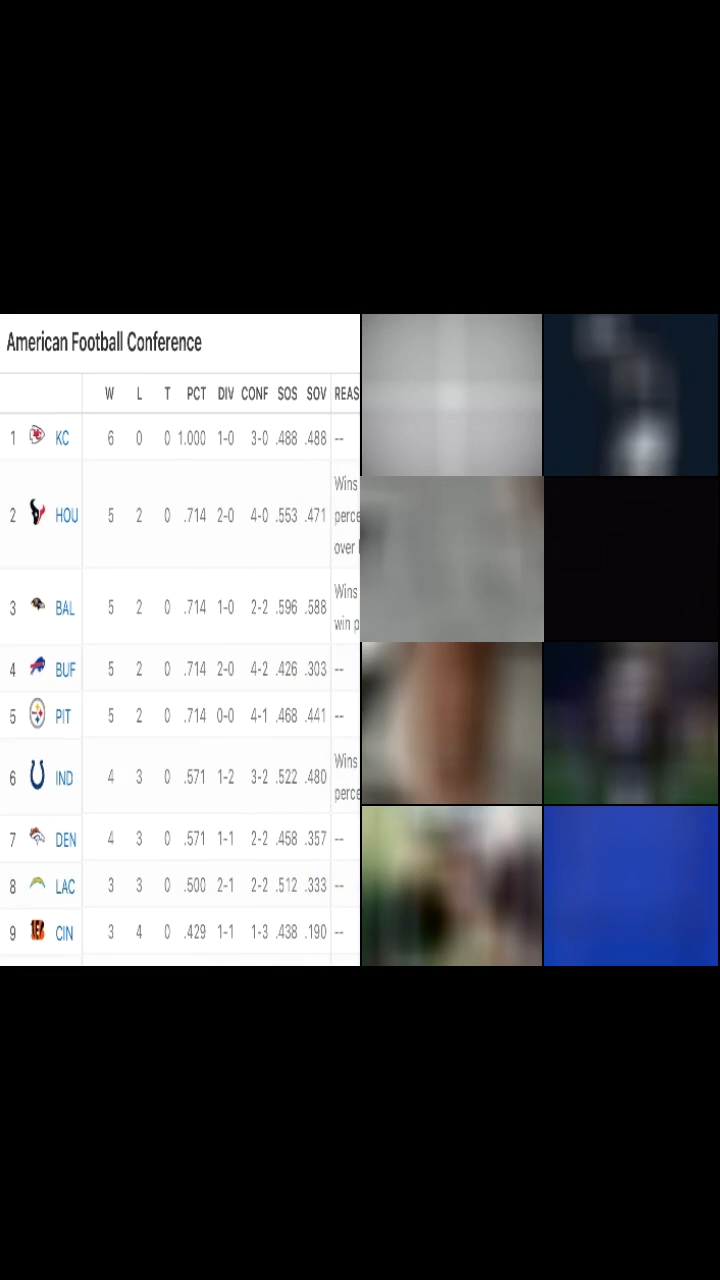 American Football Conference
W L T PCT DIV CONF SOS SOV REAS
1 KC 6 0 0 1.000 1-0 3-0 .488 .488 --
2 HOU 5 2 0 .714 2-0 4-0 .553 .471 Wins
perce
over
3 BAL 5 2 0 .714 1-0 2-2 .596 .588 Wins
win p
4 BUF 5 2 0 .714 2-0 4-2 .426 .303 --
5 PIT 5 2 0 .714 0-0 4-1 .468 .441 --
6 IND 4 3 0 .571 1-2 3-2 .522 .480 Wins
perce
7 DEN 4 3 0 .571 1-1 2-2 .458 .357 --
8 LAC 3 3 0 .500 2-1 2-2 .512 .333 --
9 CIN 3 4 0 .429 1-1 1-3 .438 .190 --